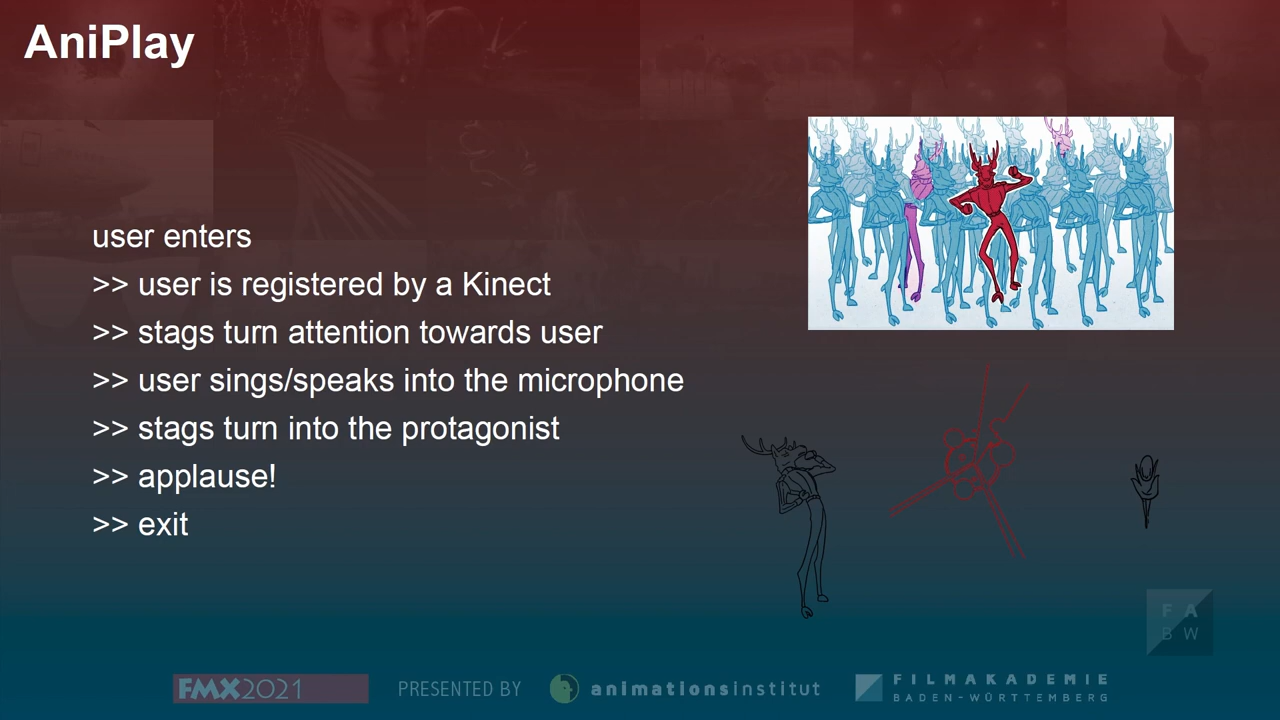 AniPlay
user enters
>> user is registered by a Kinect
>> stags turn attention towards user
>> user sings/speaks into the microphone
>> stags turn into the protagonist
>> applause!
>> exit
F A
B W
FMX2021 PRESENTED BY animationsinstitut FILMAKADEMIE
BADEN-WÜRTTEMBERG